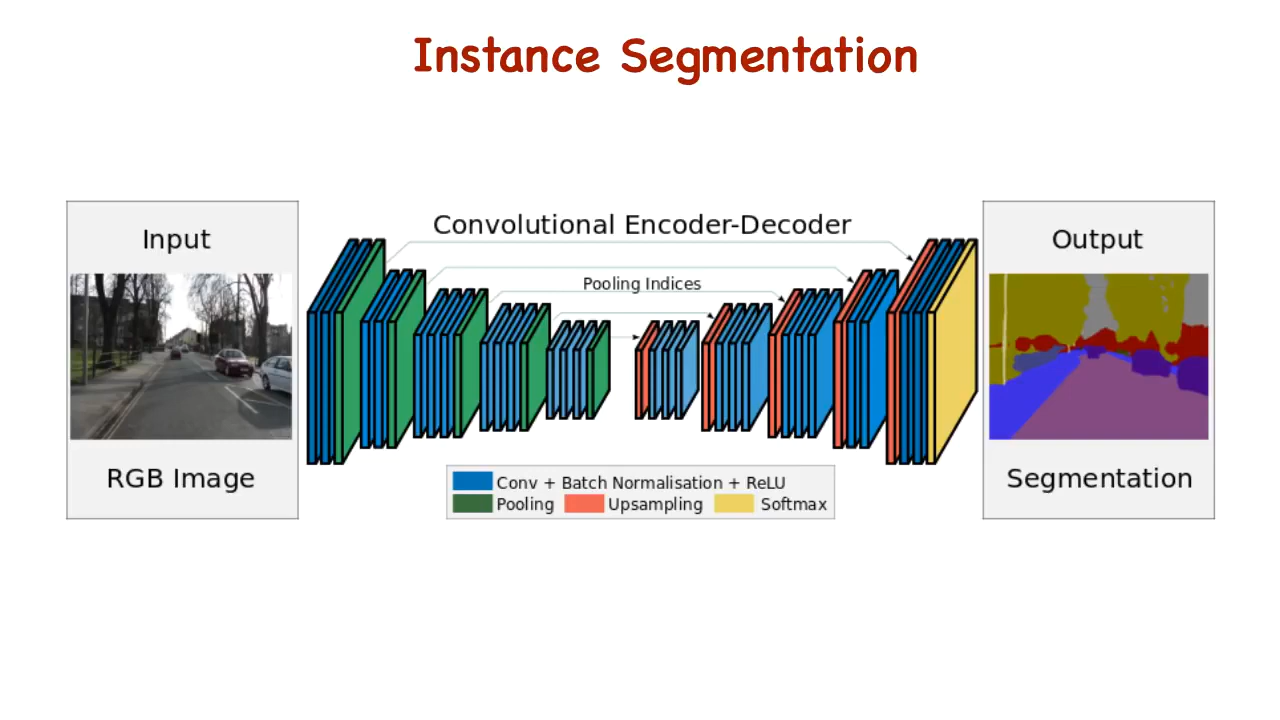 Instance Segmentation
Convolutional Encoder-Decoder
Input
Pooling Indices
RGB Image
Output
Segmentation
Conv + Batch Normalisation + ReLU
Pooling Upsampling Softmax